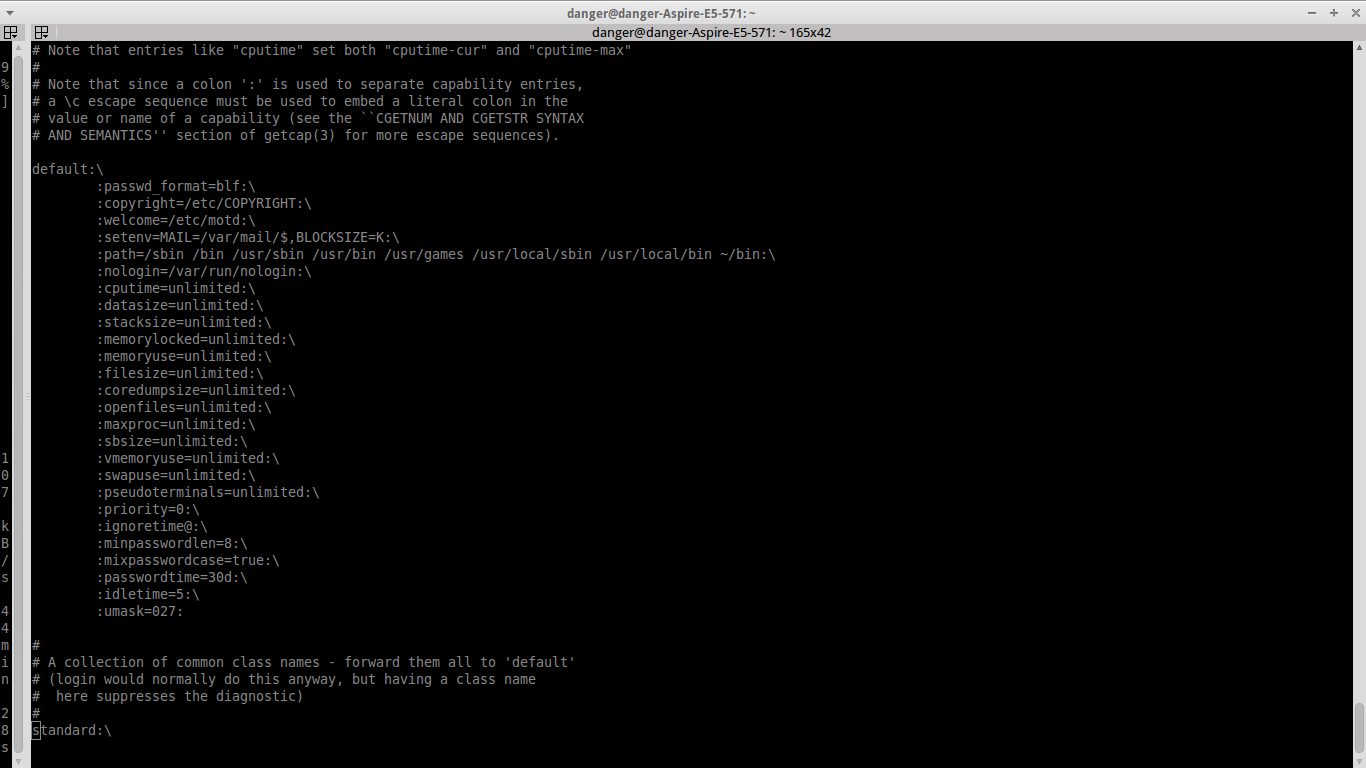 danger@danger-Aspire-E5-571: ~
danger@danger-Aspire-E5-571: ~ 165x42
# Note that entries like "cputime" set both "cputime-cur" and "cputime-max"
#
# Note that since a colon ':' is used to separate capability entries,
# a \c escape sequence must be used to embed a literal colon in the
# value or name of a capability (see the ``CGETNUM AND CGETSTR SYNTAX
# AND SEMANTICS'' section of getcap(3) for more escape sequences).
default:\
:passwd_format=blf:\
:copyright=/etc/COPYRIGHT:\
:welcome=/etc/motd:\
:setenv=MAIL=/var/mail/$,BLOCKSIZE=K:\
:path=/sbin /bin /usr/sbin /usr/bin /usr/games /usr/local/sbin /usr/local/bin ~/bin:\
:nologin=/var/run/nologin:\
:cputime=unlimited:\
:datasize=unlimited:\
:stacksize=unlimited:\
:memorylocked=unlimited:\
:memoryuse=unlimited:\
:filesize=unlimited:\
:coredumpsize=unlimited:\
:openfiles=unlimited:\
:maxproc=unlimited:\
:sbsize=unlimited:\
:vmemoryuse=unlimited:\
:swapuse=unlimited:\
:pseudoterminals=unlimited:\
:priority=0:\
:ignoretime@:\
:minpasswordlen=8:\
:mixpasswordcase=true:\
:passwordtime=30d:\
:idletime=5:\
:umask=027:
#
# A collection of common class names - forward them all to 'default'
# (login would normally do this anyway, but having a class name
#  here suppresses the diagnostic)
#
standard:\
9
%
]
1
0
7
k
B
/
s
4
4
m
i
n
2
8
s